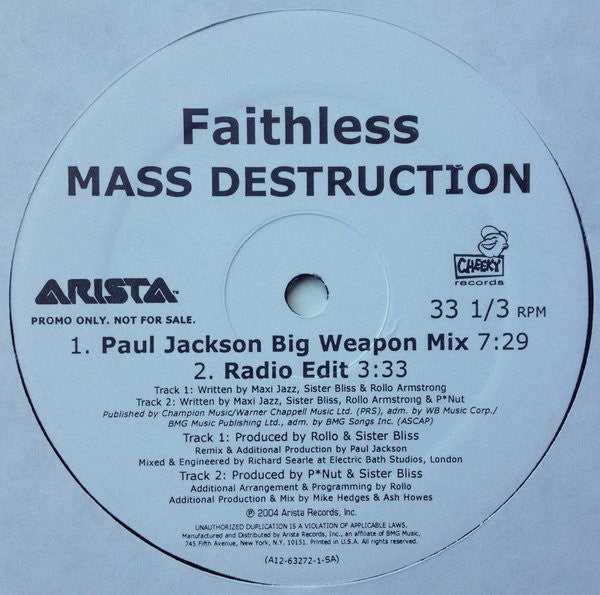 Faithless
MASS DESTRUCTION
ARISTA™
CHEEKY
records
PROMO ONLY. NOT FOR SALE.
33 1/3 RPM
1. Paul Jackson Big Weapon Mix 7:29
2. Radio Edit 3:33
Track 1: Written by Maxi Jazz, Sister Bliss & Rollo Armstrong
Track 2: Written by Maxi Jazz, Sister Bliss, Rollo Armstrong & P*Nut
Published by Champion Music/Warner Chappell Music Ltd. (PRS), adm. by WB Music Corp./
BMG Music Publishing Ltd., adm. by BMG Songs Inc. (ASCAP)
Track 1: Produced by Rollo & Sister Bliss
Remix & Additional Production by Paul Jackson
Mixed & Engineered by Richard Searle at Electric Bath Studios, London
Track 2: Produced by P*Nut & Sister Bliss
Additional Arrangement & Programming by Rollo
Additional Production & Mix by Mike Hedges & Ash Howes
℗ 2004 Arista Records, Inc.
UNAUTHORIZED DUPLICATION IS A VIOLATION OF APPLICABLE LAWS.
Manufactured and Distributed by Arista Records, Inc., an affiliate of BMG Music,
745 Fifth Avenue, New York, N.Y. 10151. Printed in U.S.A. All rights reserved.
(A12-63272-1-SA)